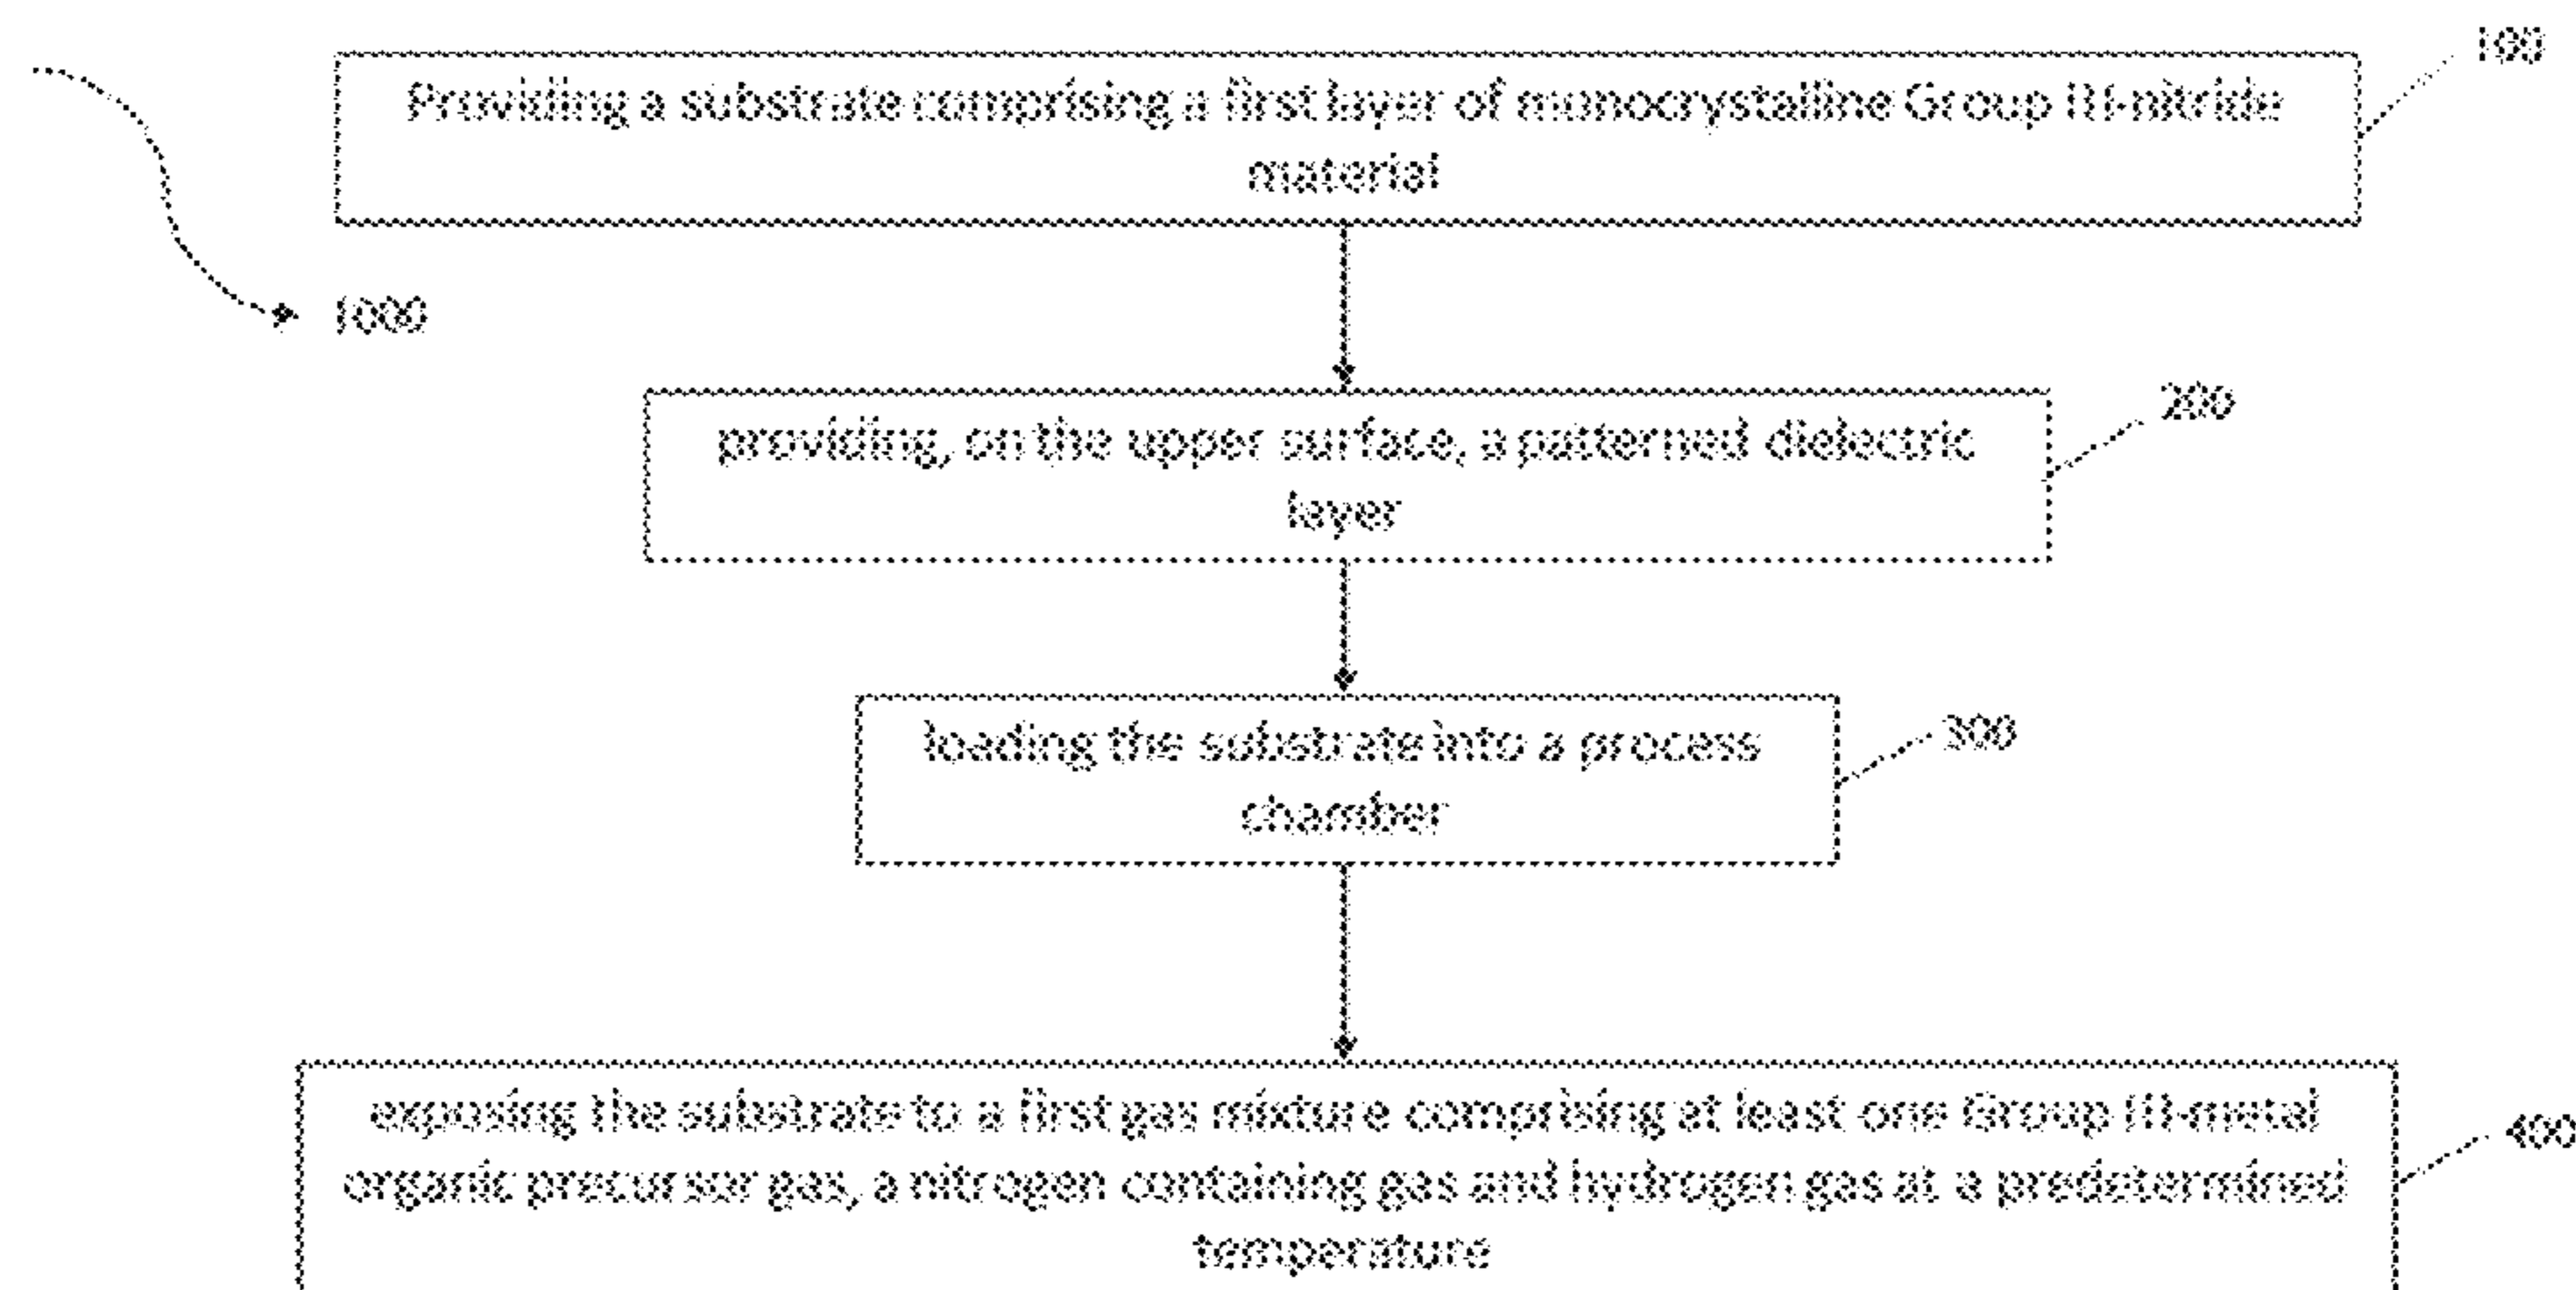 100
Providing a substrate comprising a first layer of monocrystalline Group III-nitride
material
1000
200
providing, on the upper surface, a patterned dielectric
layer
300
loading the substrate into a process
chamber
400
exposing the substrate to a first gas mixture comprising at least one Group III-metal
organic precursor gas, a nitrogen containing gas and hydrogen gas at a predetermined
temperature